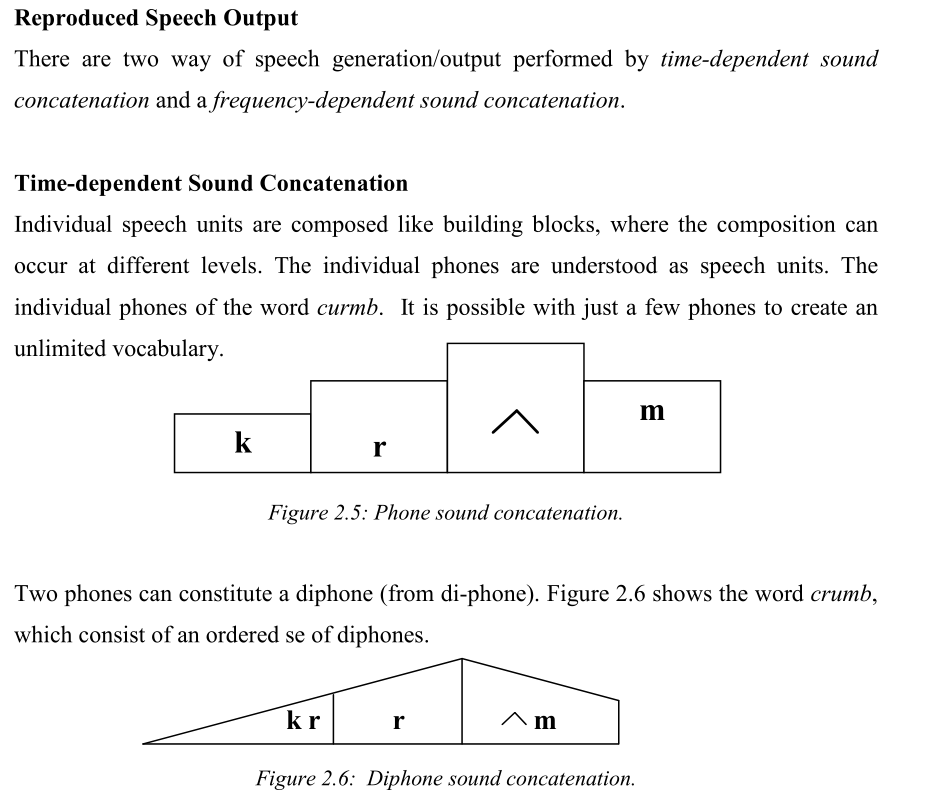 Reproduced Speech Output
There are two way of speech generation/output performed by time-dependent sound
concatenation and a frequency-dependent sound concatenation.
Time-dependent Sound Concatenation
Individual speech units are composed like building blocks, where the composition can
occur at different levels. The individual phones are understood as speech units. The
individual phones of the word curmb. It is possible with just a few phones to create an
unlimited vocabulary.
k r ^ m
Figure 2.5: Phone sound concatenation.
Two phones can constitute a diphone (from di-phone). Figure 2.6 shows the word crumb,
which consist of an ordered se of diphones.
k r r ^ m
Figure 2.6: Diphone sound concatenation.